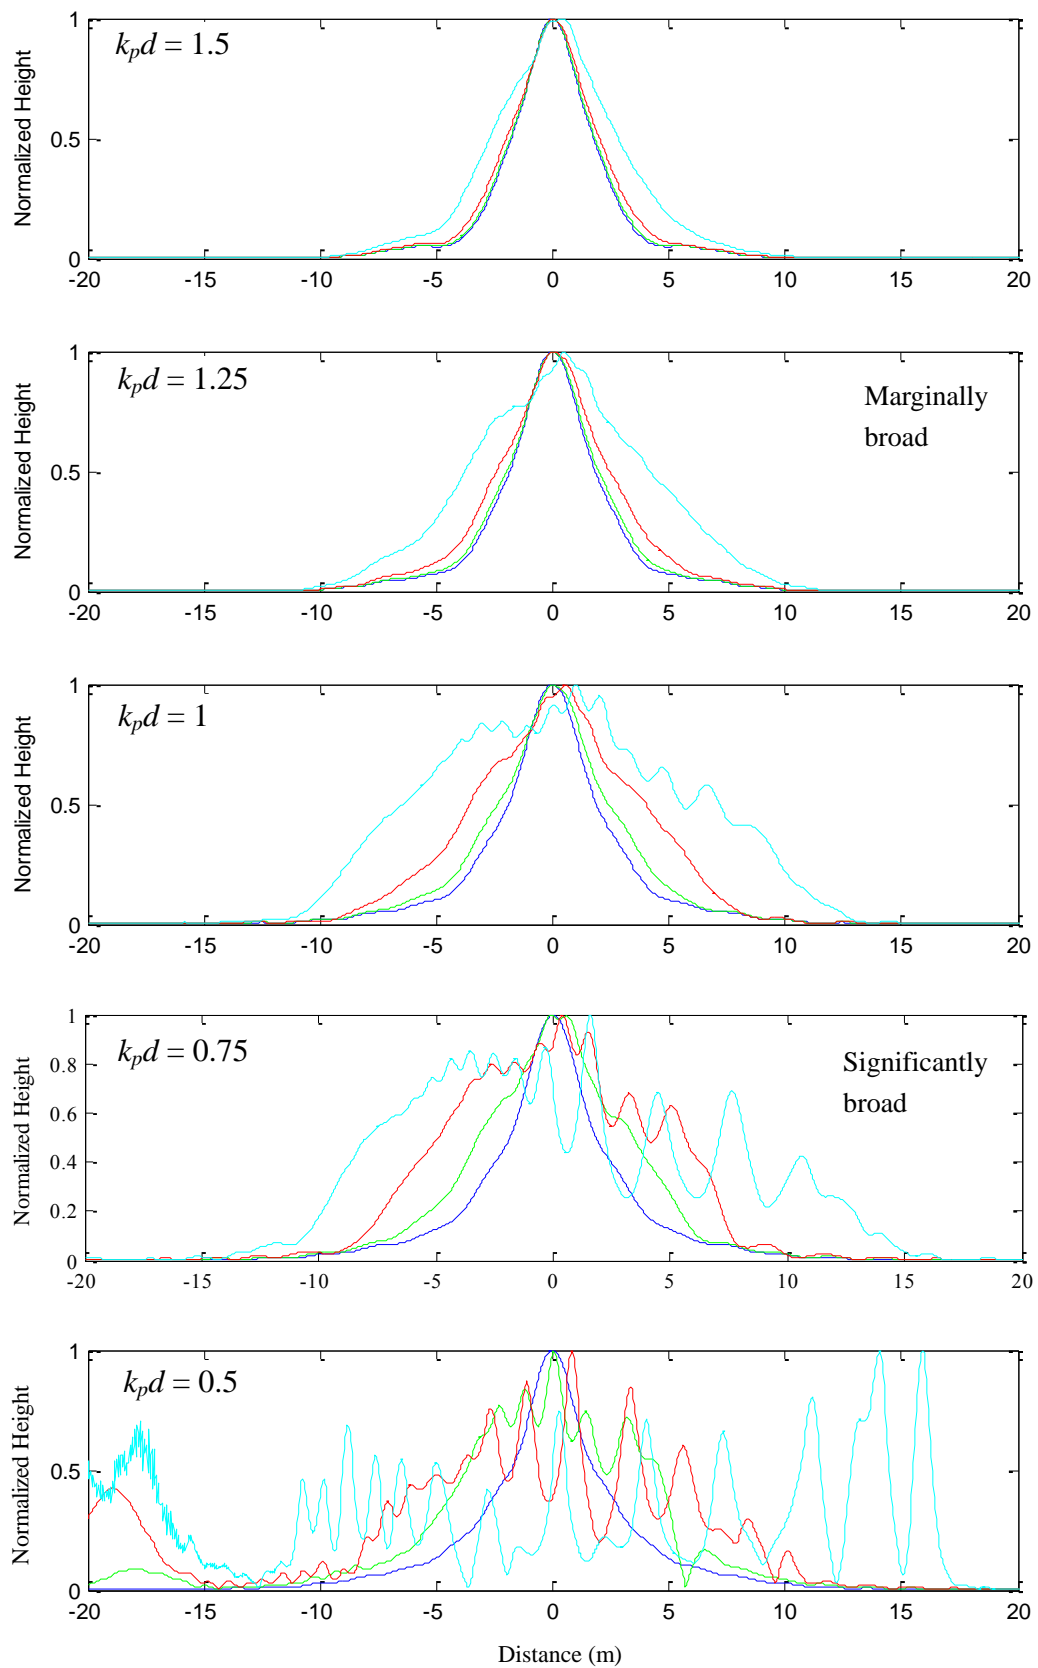 1
k_pd = 1.5
Normalized Height
0.5
0
-20 -15 -10 -5 0 5 10 15 20
1
k_pd = 1.25
Marginally
broad
Normalized Height
0.5
0
-20 -15 -10 -5 0 5 10 15 20
1
k_pd = 1
Normalized Height
0.5
0
-20 -15 -10 -5 0 5 10 15 20
1
k_pd = 0.75
Significantly
broad
Normalized Height
0.8
0.6
0.4
0.2
0
-20 -15 -10 -5 0 5 10 15 20
1
k_pd = 0.5
Normalized Height
0.5
0
-20 -15 -10 -5 0 5 10 15 20
Distance (m)